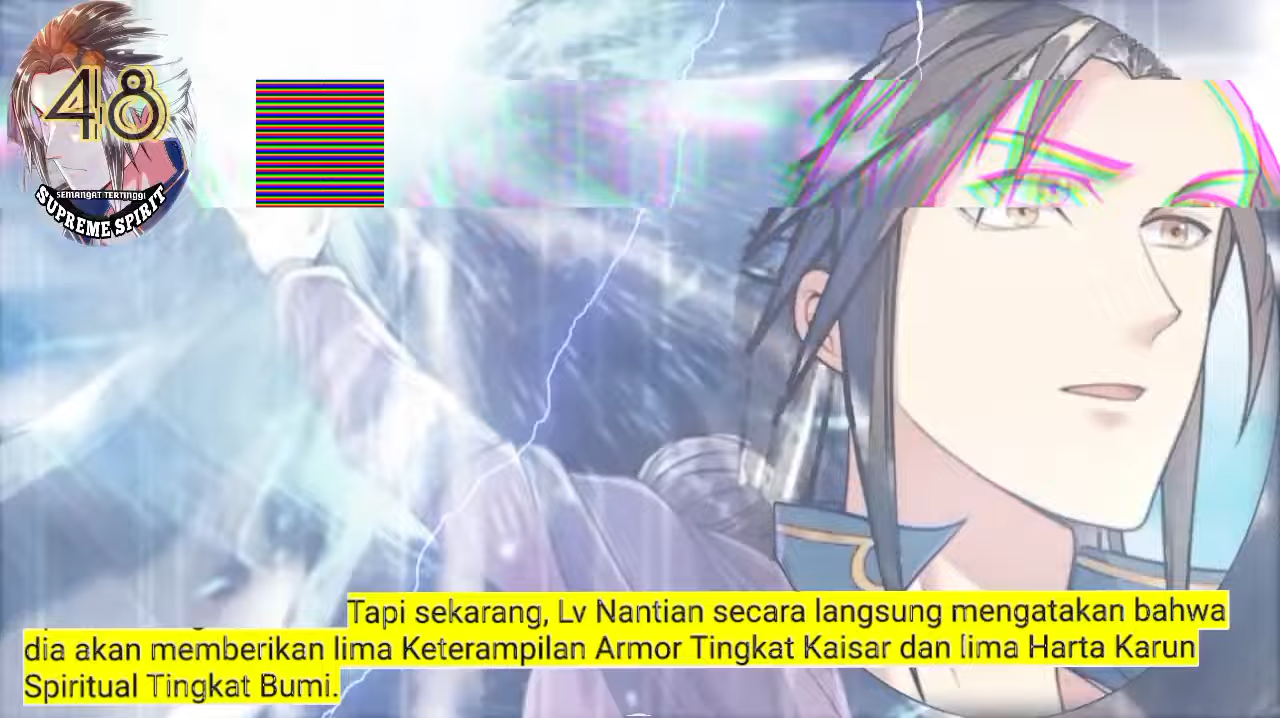 48
SEMANGAT TERTINGGI
SUPREME SPIRIT
Tapi sekarang, Lv Nantian secara langsung mengatakan bahwa
dia akan memberikan lima Keterampilan Armor Tingkat Kaisar dan lima Harta Karun
Spiritual Tingkat Bumi.